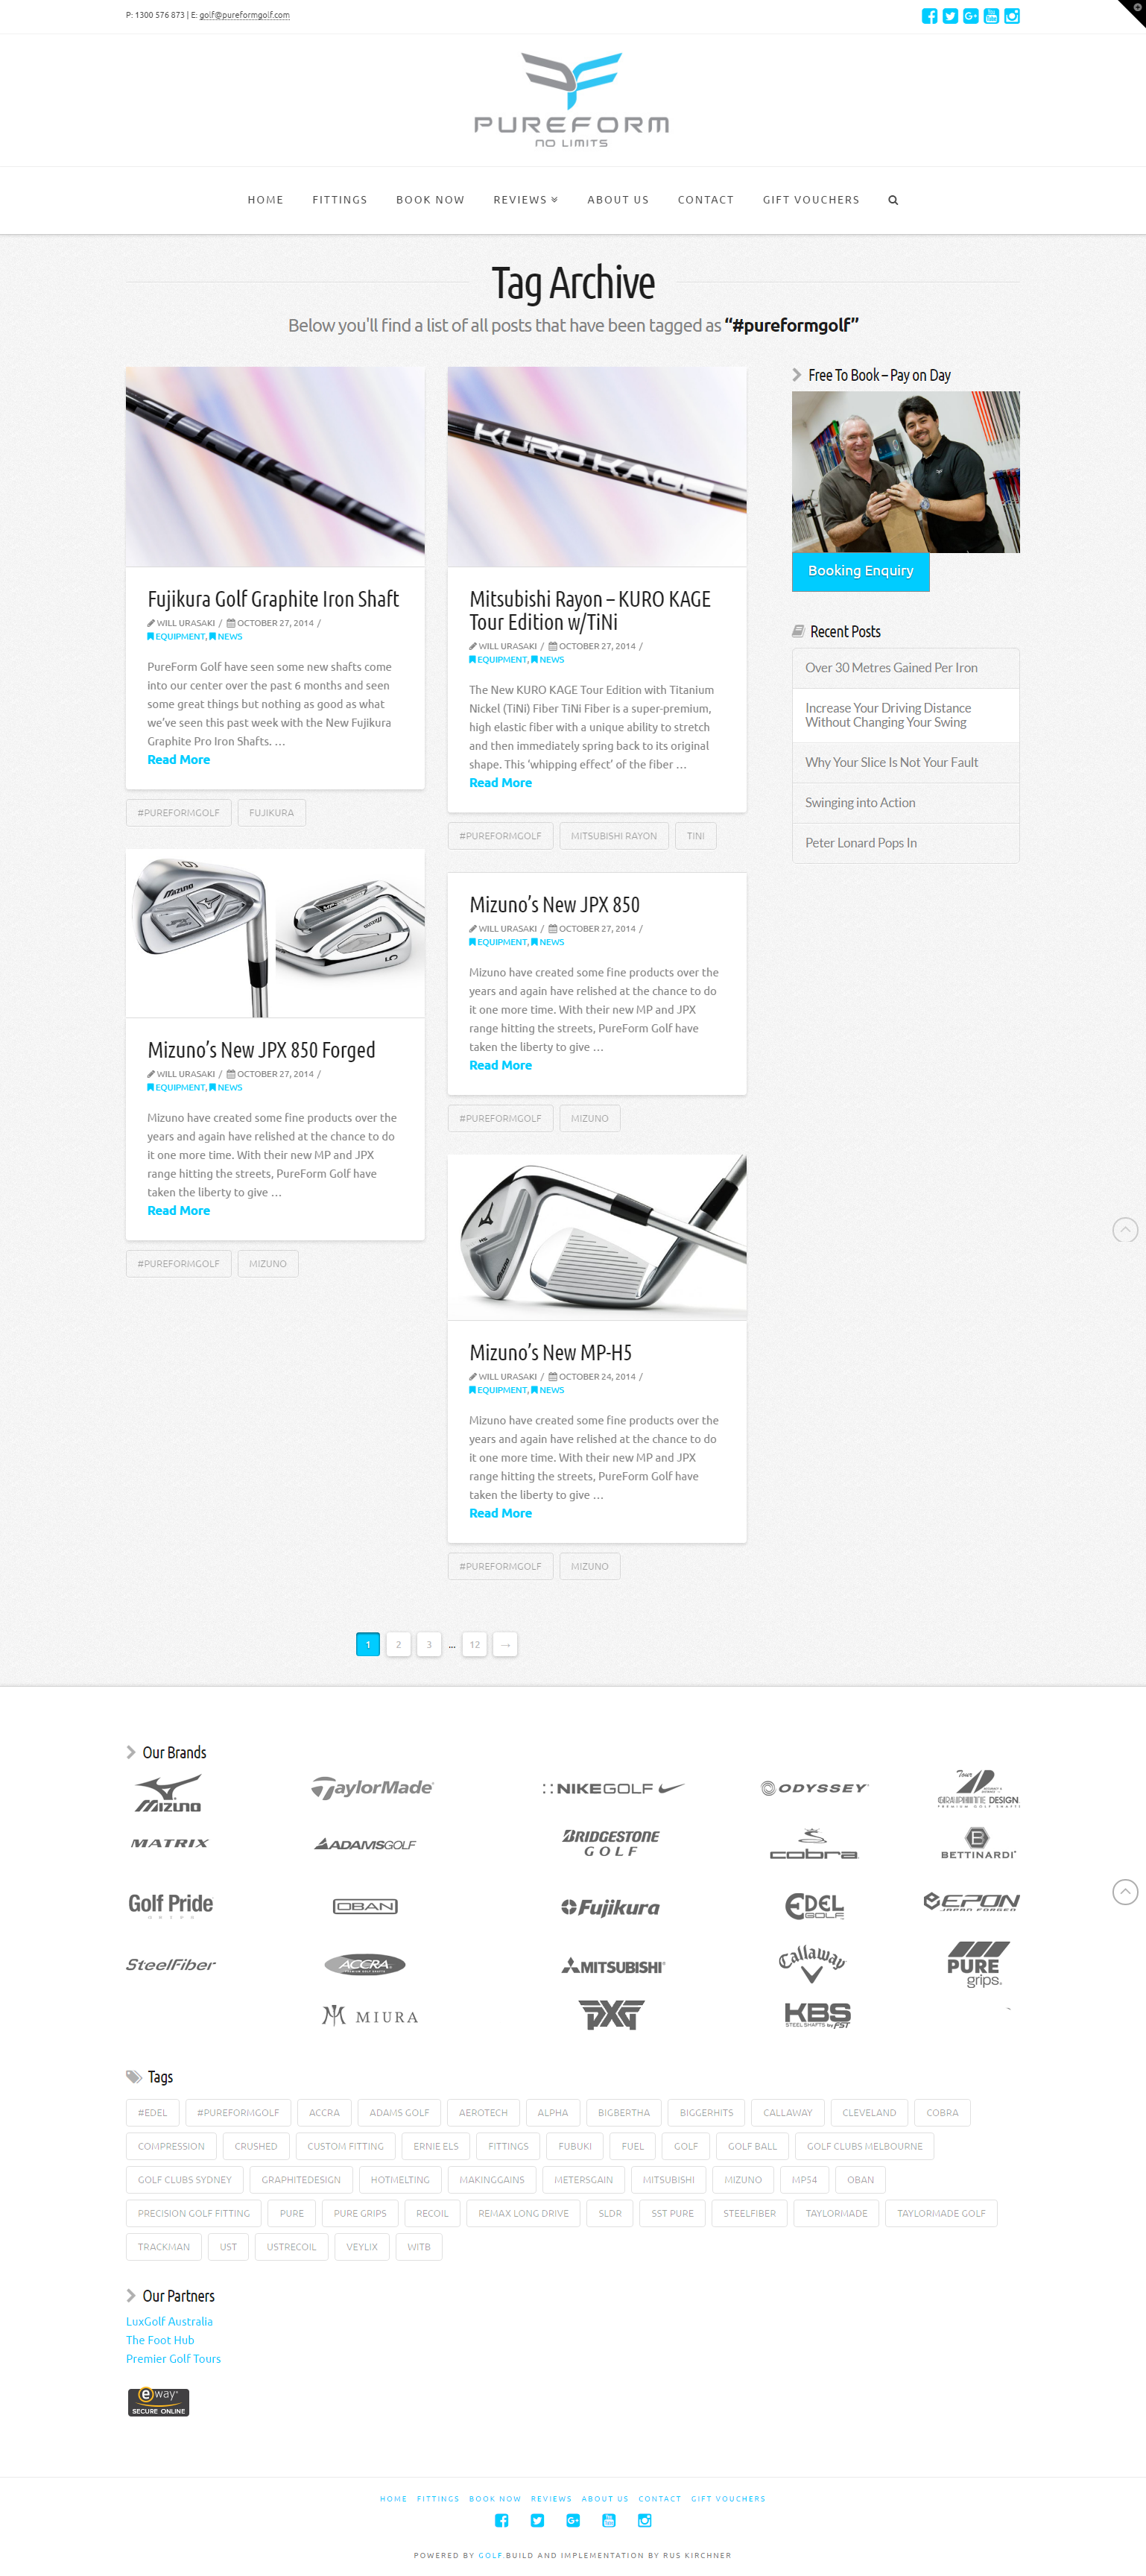 P: 1300 576 873 | E: golf@pureformgolf.com
PUREFORM
NO LIMITS
HOME FITTINGS BOOK NOW REVIEWS ABOUT US CONTACT GIFT VOUCHERS
Tag Archive
Below you'll find a list of all posts that have been tagged as “#pureformgolf”
Fujikura Golf Graphite Iron Shaft
WILL URASAKI / OCTOBER 27, 2014 /
EQUIPMENT, NEWS
PureForm Golf have seen some new shafts come
into our center over the past 6 months and seen
some great things but nothing as good as what
we’ve seen this past week with the New Fujikura
Graphite Pro Iron Shafts. …
Read More
#PUREFORMGOLF FUJIKURA
MIZUNO
Mizuno’s New JPX 850 Forged
WILL URASAKI / OCTOBER 27, 2014 /
EQUIPMENT, NEWS
Mizuno have created some fine products over the
years and again have relished at the chance to do
it one more time. With their new MP and JPX
range hitting the streets, PureForm Golf have
taken the liberty to give …
Read More
#PUREFORMGOLF MIZUNO
KURO KAGE
Mitsubishi Rayon – KURO KAGE
Tour Edition w/TiNi
WILL URASAKI / OCTOBER 27, 2014 /
EQUIPMENT, NEWS
The New KURO KAGE Tour Edition with Titanium
Nickel (TiNi) Fiber TiNi Fiber is a super-premium,
high elastic fiber with a unique ability to stretch
and then immediately spring back to its original
shape. This ‘whipping effect’ of the fiber …
Read More
#PUREFORMGOLF MITSUBISHI RAYON TINI
Mizuno’s New JPX 850
WILL URASAKI / OCTOBER 27, 2014 /
EQUIPMENT, NEWS
Mizuno have created some fine products over the
years and again have relished at the chance to do
it one more time. With their new MP and JPX
range hitting the streets, PureForm Golf have
taken the liberty to give …
Read More
#PUREFORMGOLF MIZUNO
Mizuno’s New MP-H5
WILL URASAKI / OCTOBER 24, 2014 /
EQUIPMENT, NEWS
Mizuno have created some fine products over the
years and again have relished at the chance to do
it one more time. With their new MP and JPX
range hitting the streets, PureForm Golf have
taken the liberty to give …
Read More
#PUREFORMGOLF MIZUNO
Free To Book – Pay on Day
Booking Enquiry
Recent Posts
Over 30 Metres Gained Per Iron
Increase Your Driving Distance
Without Changing Your Swing
Why Your Slice Is Not Your Fault
Swinging into Action
Peter Lonard Pops In
1 2 3 ... 12 →
Our Brands
MIZUNO TaylorMade NIKEGOLF ODYSSEY Tour AD GRAPHITE DESIGN
PREMIUM GOLF SHAFTS
MATRIX ADAMSGOLF BRIDGESTONE GOLF cobra BETTINARDI
Golf Pride OBAN Fujikura EDEL GOLF EPON JAPAN FORGED
SteelFiber ACCRA MITSUBISHI Callaway PURE grips.
MIURA PXG KBS STEEL SHAFTS by FST
Tags
#EDEL #PUREFORMGOLF ACCRA ADAMS GOLF AEROTECH ALPHA BIGBERTHA BIGGERHITS CALLAWAY CLEVELAND COBRA
COMPRESSION CRUSHED CUSTOM FITTING ERNIE ELS FITTINGS FUBUKI FUEL GOLF GOLF BALL GOLF CLUBS MELBOURNE
GOLF CLUBS SYDNEY GRAPHITEDESIGN HOTMELTING MAKINGGAINS METERSGAIN MITSUBISHI MIZUNO MP54 OBAN
PRECISION GOLF FITTING PURE PURE GRIPS RECOIL REMAX LONG DRIVE SLDR SST PURE STEELFIBER TAYLORMADE TAYLORMADE GOLF
TRACKMAN UST USTRECOIL VEYLIX WITB
Our Partners
LuxGolf Australia
The Foot Hub
Premier Golf Tours
eway
SECURE ONLINE
HOME FITTINGS BOOK NOW REVIEWS ABOUT US CONTACT GIFT VOUCHERS
POWERED BY GOLF.BUILD AND IMPLEMENTATION BY RUS KIRCHNER